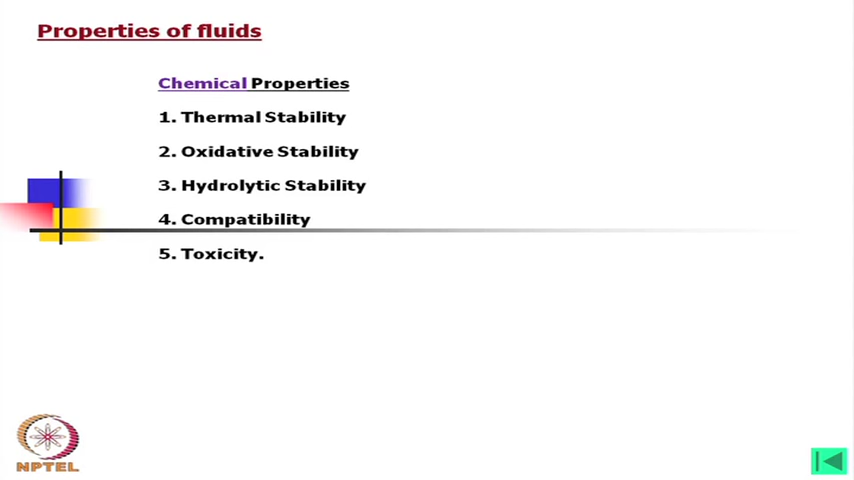 Properties of fluids
Chemical Properties
1. Thermal Stability
2. Oxidative Stability
3. Hydrolytic Stability
4. Compatibility
5. Toxicity.
NPTEL